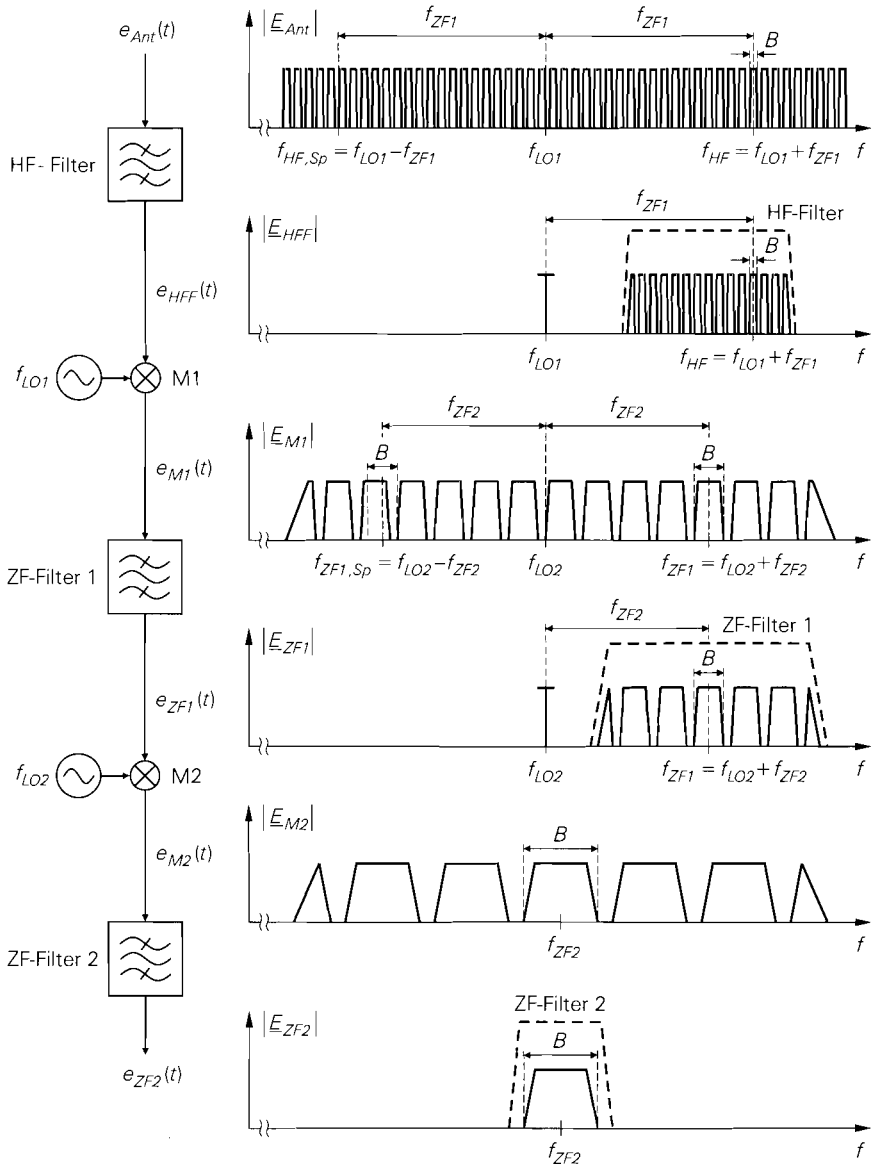 e_Ant(t)
HF- Filter
e_HFF(t)
f_LO1
M1
e_M1(t)
ZF-Filter 1
e_ZF1(t)
f_LO2
M2
e_M2(t)
ZF-Filter 2
e_ZF2(t)
|E_Ant|
f_ZF1
f_ZF1
B
f_HF,Sp = f_LO1 – f_ZF1
f_LO1
f_HF = f_LO1 + f_ZF1
f
|E_HFF|
f_ZF1
HF-Filter
B
f_LO1
f_HF = f_LO1 + f_ZF1
f
|E_M1|
f_ZF2
f_ZF2
B
B
f_ZF1,Sp = f_LO2 – f_ZF2
f_LO2
f_ZF1 = f_LO2 + f_ZF2
f
|E_ZF1|
f_ZF2
ZF-Filter 1
B
f_LO2
f_ZF1 = f_LO2 + f_ZF2
f
|E_M2|
B
f_ZF2
f
|E_ZF2|
ZF-Filter 2
B
f_ZF2
f